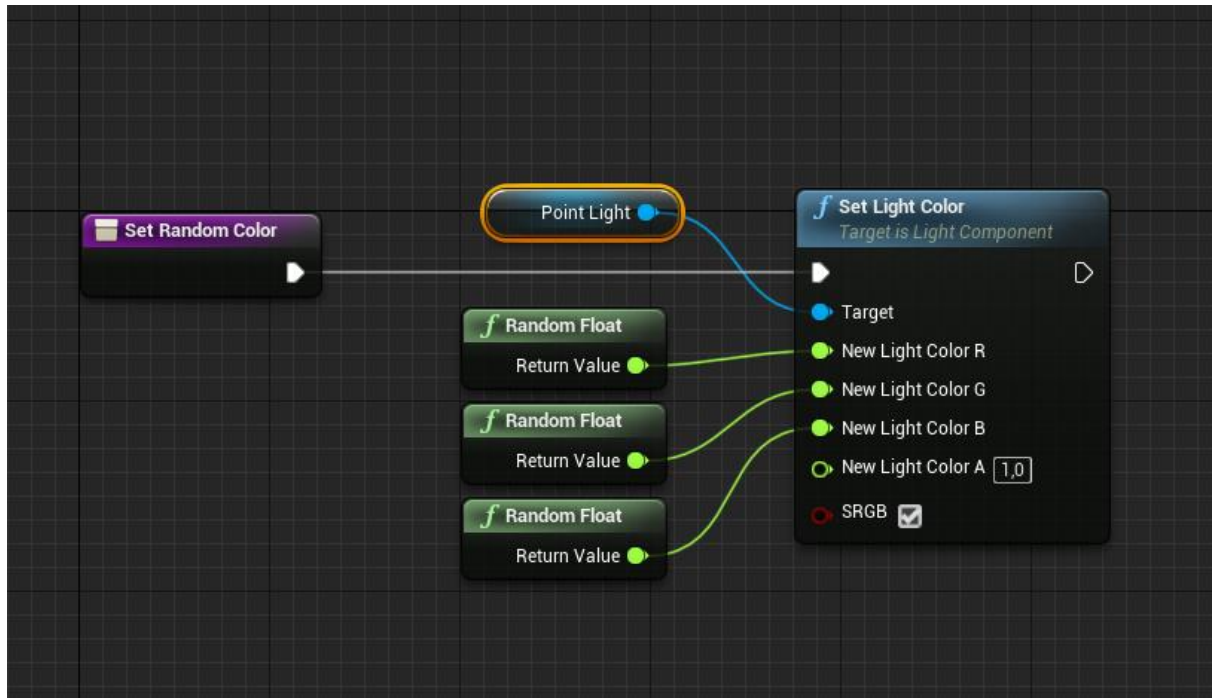 Set Random Color
Point Light
Random Float
Return Value
Random Float
Return Value
Random Float
Return Value
f Set Light Color
Target is Light Component
Target
New Light Color R
New Light Color G
New Light Color B
New Light Color A 1,0
SRGB